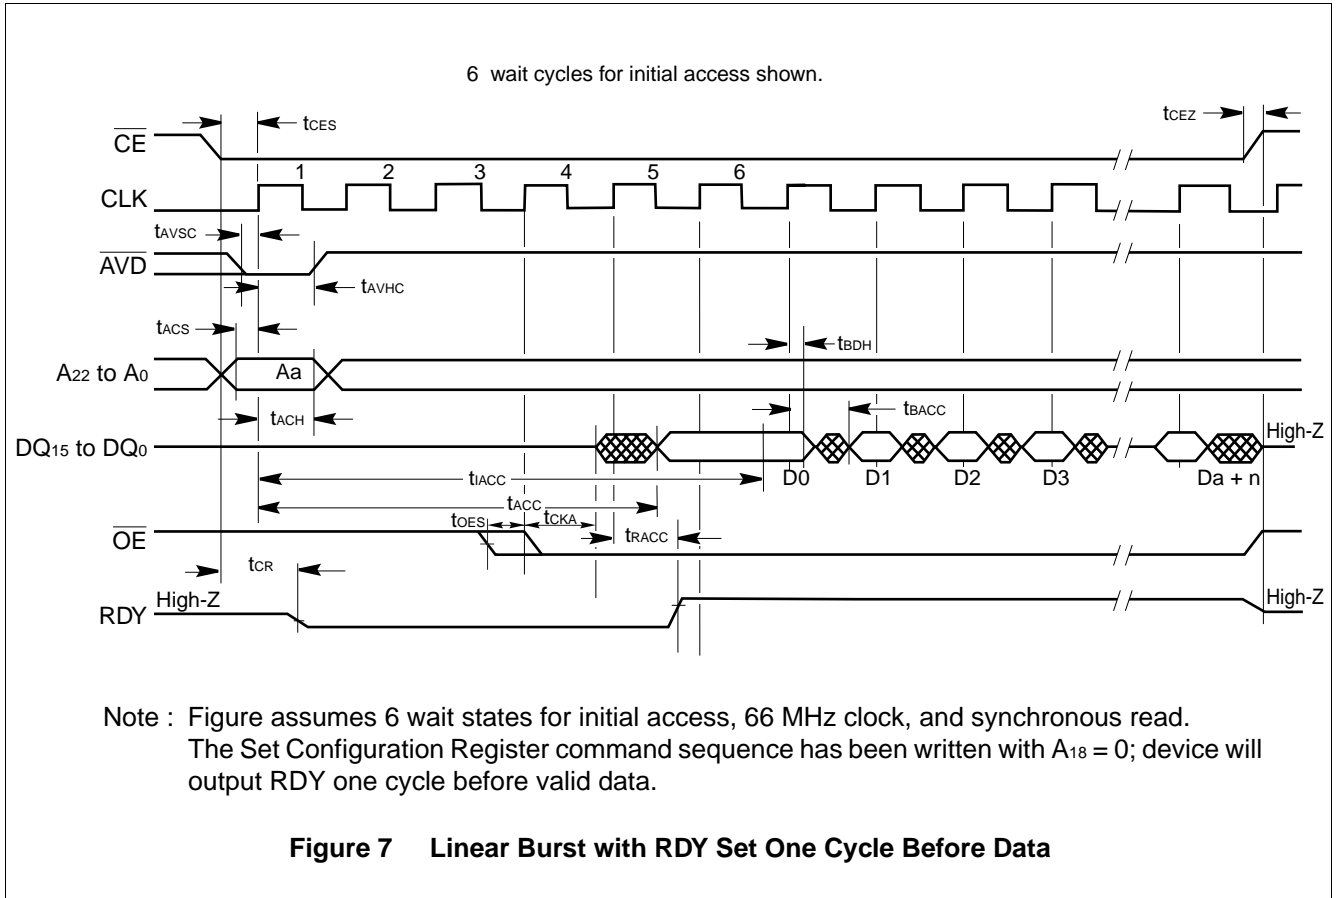 6 wait cycles for initial access shown.
tCES
tCEZ
CE
1 2 3 4 5 6
CLK
tAVSC
AVD
tAVHC
tACS
tBDH
A22 to A0
Aa
tACH
tBACC
DQ15 to DQ0
High-Z
tIACC
D0 D1 D2 D3 Da + n
tACC
tOES tCKA
tRACC
OE
tCR
High-Z
High-Z
RDY
Note : Figure assumes 6 wait states for initial access, 66 MHz clock, and synchronous read.
The Set Configuration Register command sequence has been written with A18 = 0; device will
output RDY one cycle before valid data.
Figure 7 Linear Burst with RDY Set One Cycle Before Data